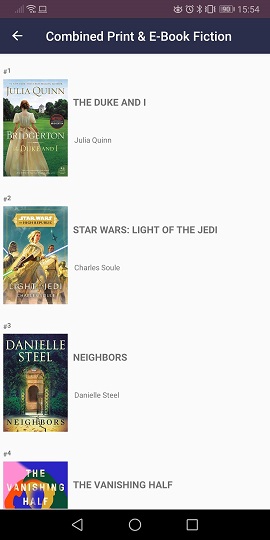 90 15:54
Combined Print & E-Book Fiction
#1
JULIA QUINN
BRIDGERTON
THE DUKE AND I
THE DUKE AND I
Julia Quinn
#2
STAR WARS
LIGHT OF THE JEDI
CHARLES SOULE
STAR WARS: LIGHT OF THE JEDI
Charles Soule
#3
DANIELLE
STEEL
NEIGHBORS
NEIGHBORS
Danielle Steel
#4
THE
VANISHING
HALF
THE VANISHING HALF